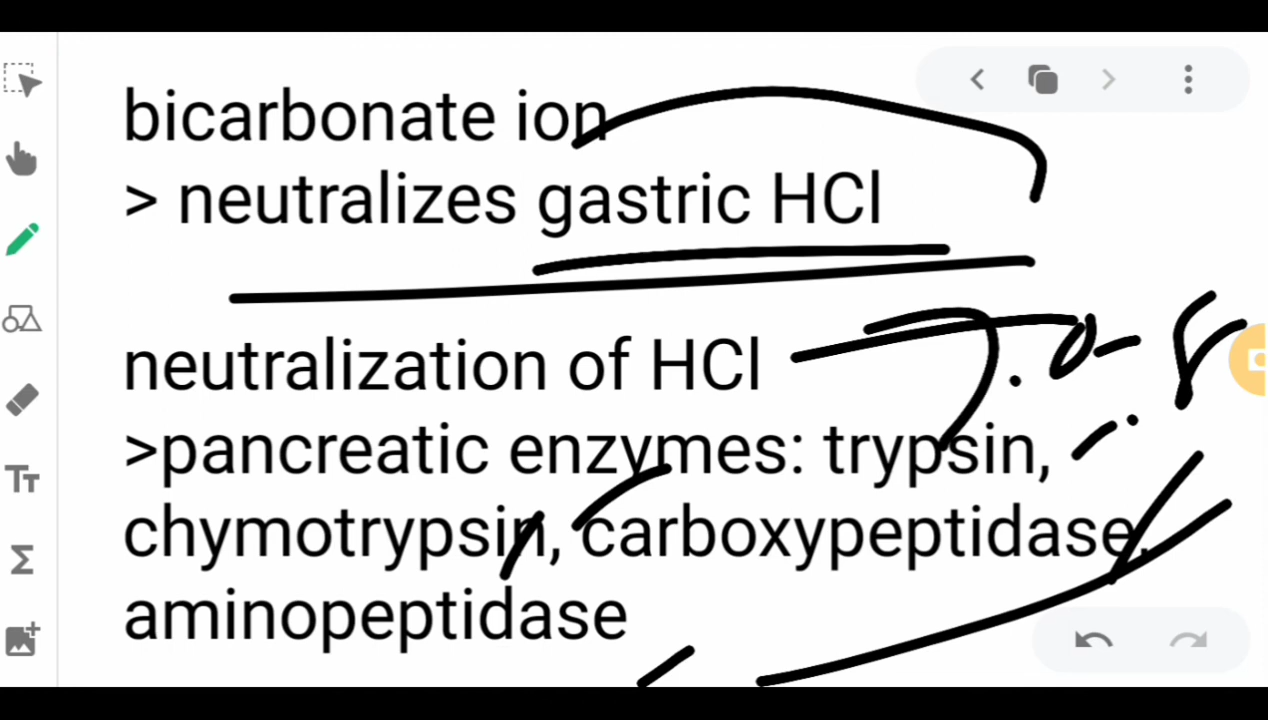 bicarbonate ion
> neutralizes gastric HCl
neutralization of HCl
>pancreatic enzymes: trypsin,
chymotrypsin, carboxypeptidase,
aminopeptidase